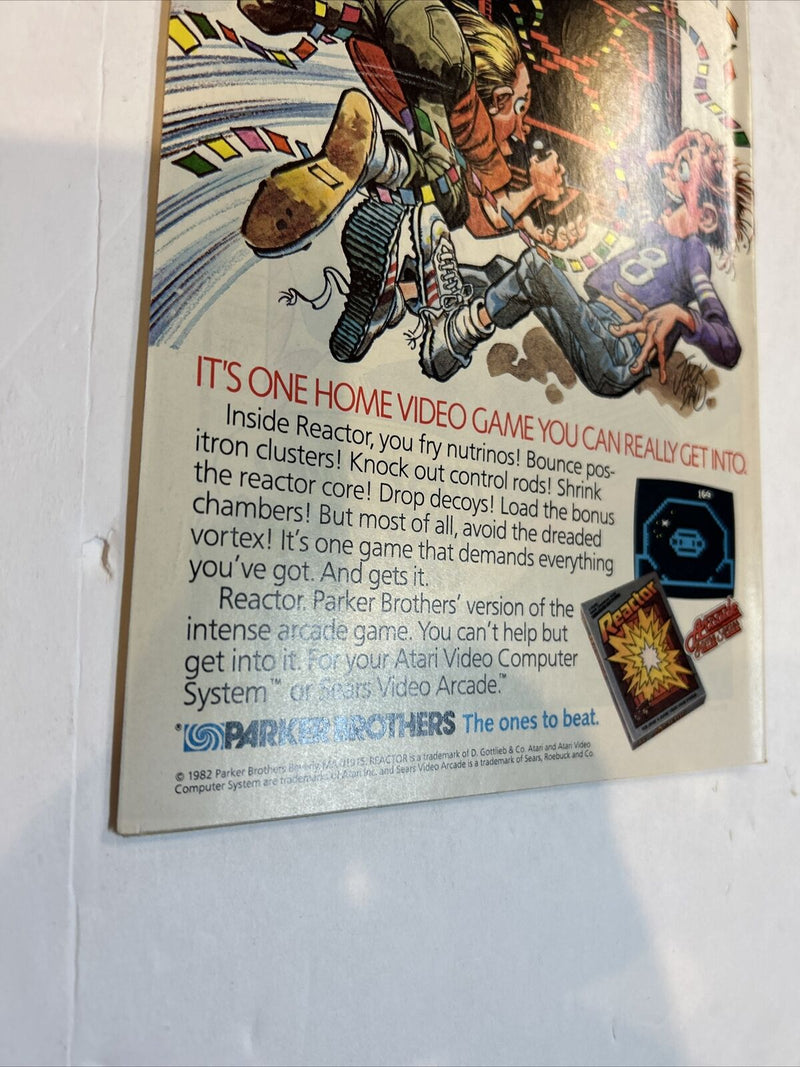 8
IT'S ONE HOME VIDEO GAME YOU CAN REALLY GET INTO.
Inside Reactor, you fry nutrinos! Bounce pos-
itron clusters! Knock out control rods! Shrink
the reactor core! Drop decoys! Load the bonus
chambers! But most of all, avoid the dreaded
vortex! It's one game that demands everything
you've got. And gets it.
Reactor. Parker Brothers' version of the
intense arcade game. You can't help but
get into it. For your Atari Video Computer
System™ or Sears Video Arcade.™
164
Reactor
PARKER BROTHERS The ones to beat.
© 1982 Parker Brothers Beverly, MA 01915. REACTOR is a trademark of D. Gottlieb & Co. Atari and Atari Video
Computer System are trademarks of Atari Inc. and Sears Video Arcade is a trademark of Sears, Roebuck and Co.